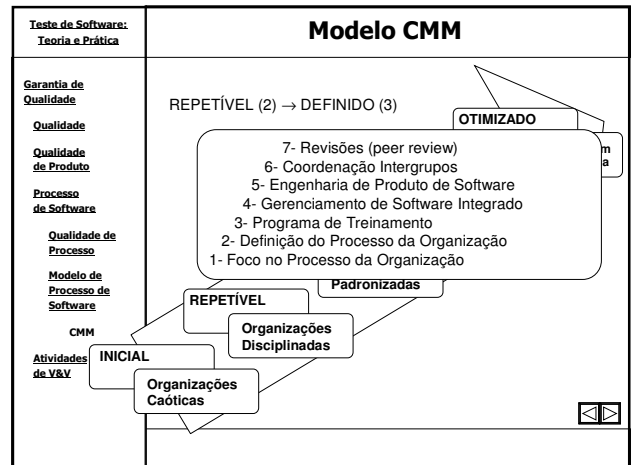 Teste de Software:
Teoria e Prática
Modelo CMM
Garantia de
Qualidade
Qualidade
Qualidade
de Produto
Processo
de Software
Qualidade de
Processo
Modelo de
Processo de
Software
CMM
Atividades
de V&V
REPETÍVEL (2) → DEFINIDO (3)
OTIMIZADO
7- Revisões (peer review)
6- Coordenação Intergrupos
5- Engenharia de Produto de Software
4- Gerenciamento de Software Integrado
3- Programa de Treinamento
2- Definição do Processo da Organização
1- Foco no Processo da Organização
Padronizadas
REPETÍVEL
Organizações
Disciplinadas
INICIAL
Organizações
Caóticas